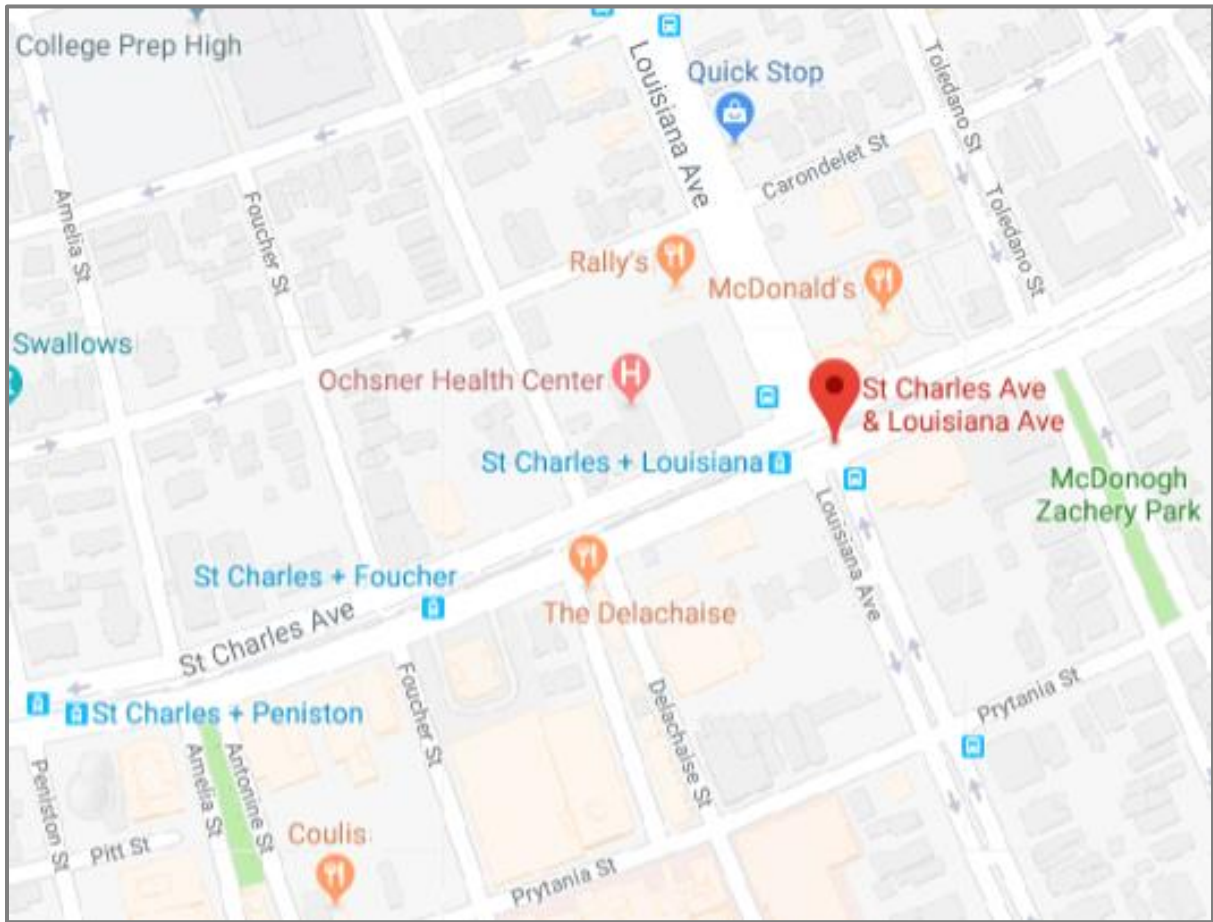 College Prep High
Louisiana Ave
Quick Stop
Toledano St
Carondelet St
Amelia St
Foucher St
Toledano St
Rally's
McDonald's
Swallows
Ochsner Health Center
H
St Charles Ave
& Louisiana Ave
St Charles + Louisiana
McDonogh
Zachery Park
Louisiana Ave
St Charles + Foucher
The Delachaise
St Charles Ave
Foucher St
Delachaise St
Prytania St
St Charles + Peniston
Peniston St
Amelia St
Antonine St
Pitt St
Coulis
Prytania St